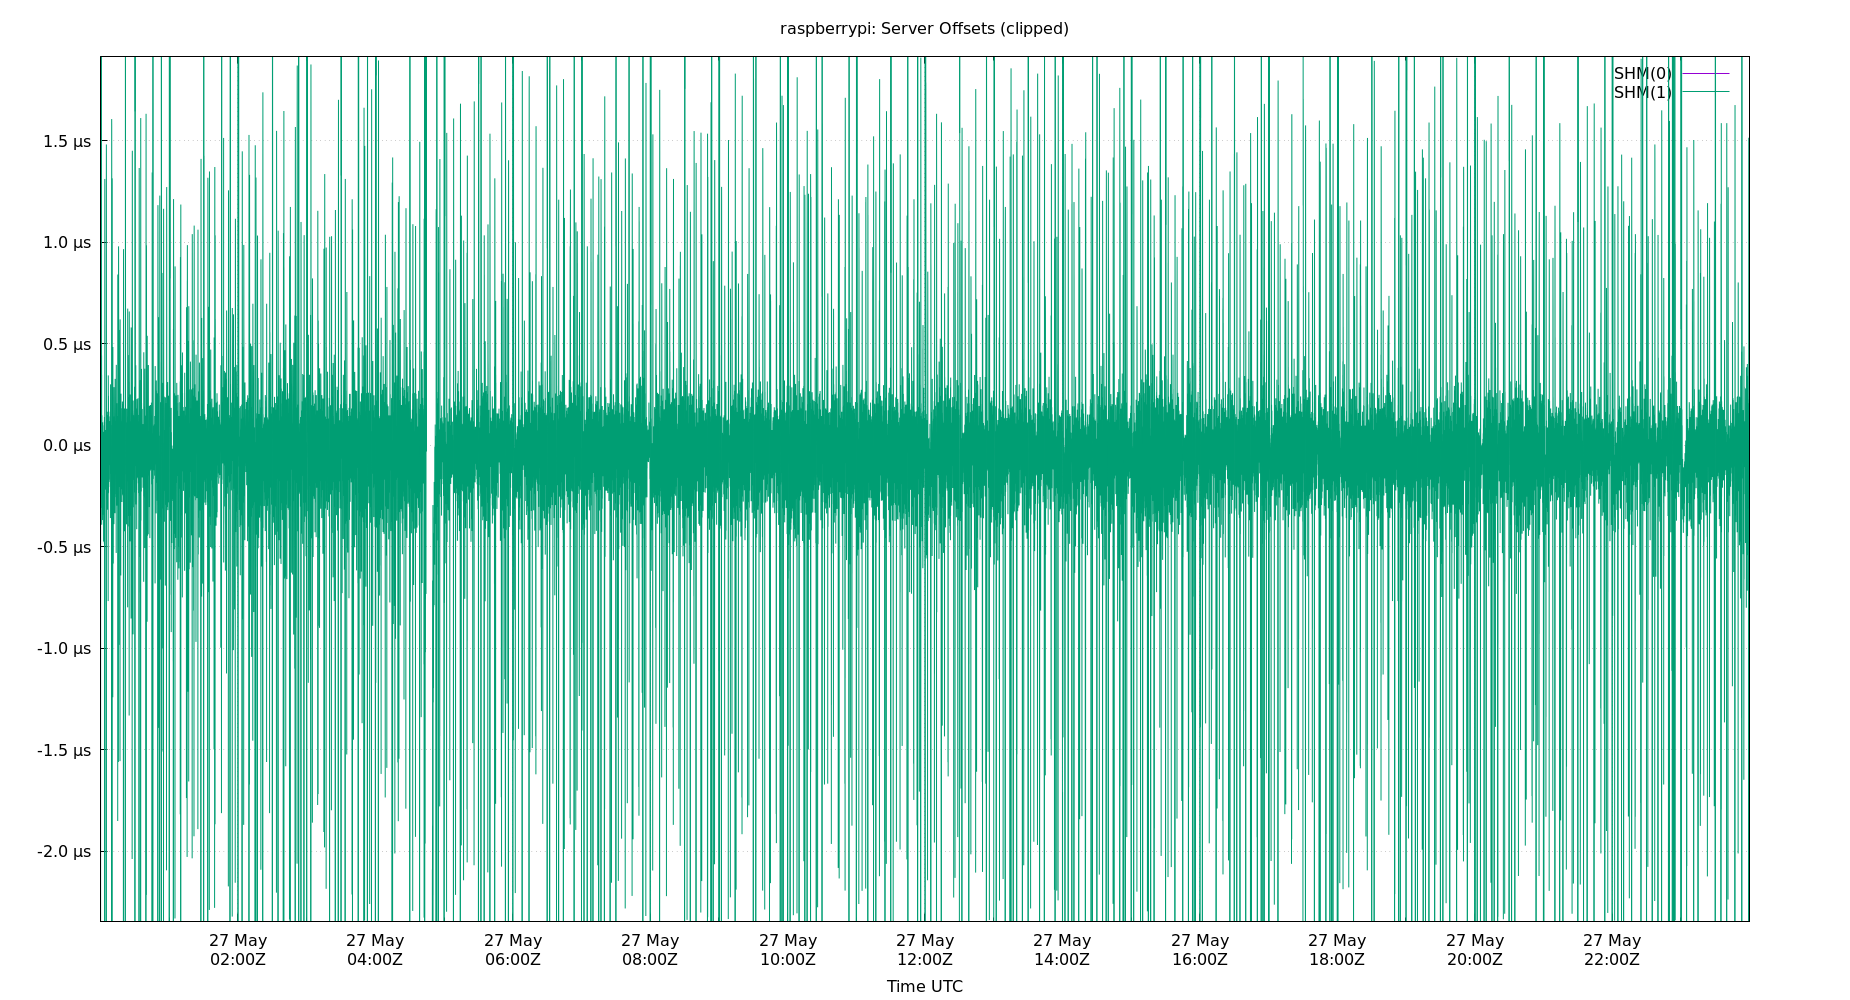 raspberrypi: Server Offsets (clipped)
SHM(0)
SHM(1)
1.5 µs
1.0 µs
0.5 µs
0.0 µs
-0.5 µs
-1.0 µs
-1.5 µs
-2.0 µs
27 May 27 May 27 May 27 May 27 May 27 May 27 May 27 May 27 May 27 May 27 May
02:00Z 04:00Z 06:00Z 08:00Z 10:00Z 12:00Z 14:00Z 16:00Z 18:00Z 20:00Z 22:00Z
Time UTC